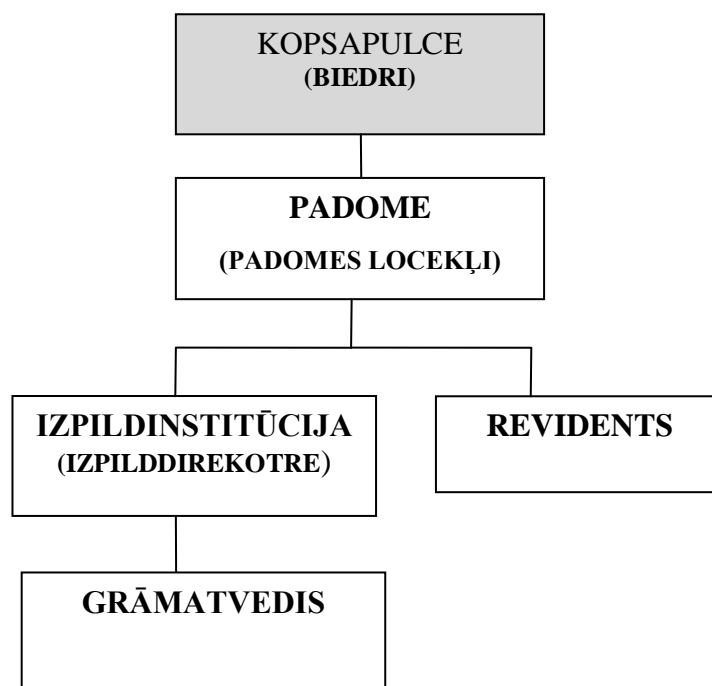 KOPSAPULCE
(BIEDRI)
PADOME
(PADOMES LOCEKĻI)
IZPILDINSTITŪCIJA
(IZPILDDIREKOTRE)
REVIDENTS
GRĀMATVEDIS